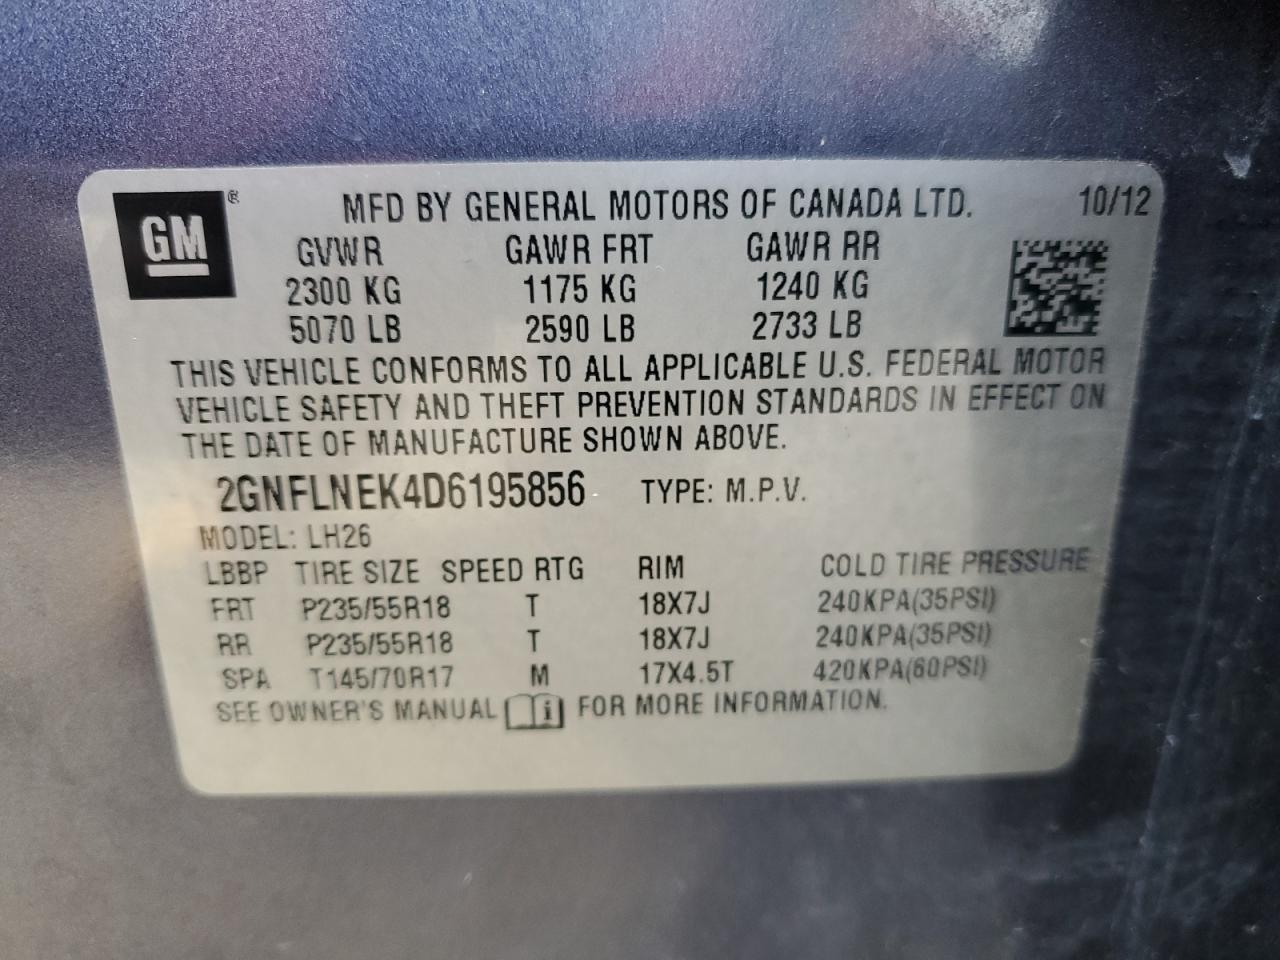 GM ® MFD BY GENERAL MOTORS OF CANADA LTD. 10/12
GVWR GAWR FRT GAWR RR
2300 KG 1175 KG 1240 KG
5070 LB 2590 LB 2733 LB
THIS VEHICLE CONFORMS TO ALL APPLICABLE U.S. FEDERAL MOTOR
VEHICLE SAFETY AND THEFT PREVENTION STANDARDS IN EFFECT ON
THE DATE OF MANUFACTURE SHOWN ABOVE.
2GNFLNEK4D6195856 TYPE: M.P.V.
MODEL: LH26
LBBP TIRE SIZE SPEED RTG RIM COLD TIRE PRESSURE
FRT P235/55R18 T 18X7J 240KPA(35PSI)
RR P235/55R18 T 18X7J 240KPA(35PSI)
SPA T145/70R17 M 17X4.5T 420KPA(60PSI)
SEE OWNER'S MANUAL i FOR MORE INFORMATION.